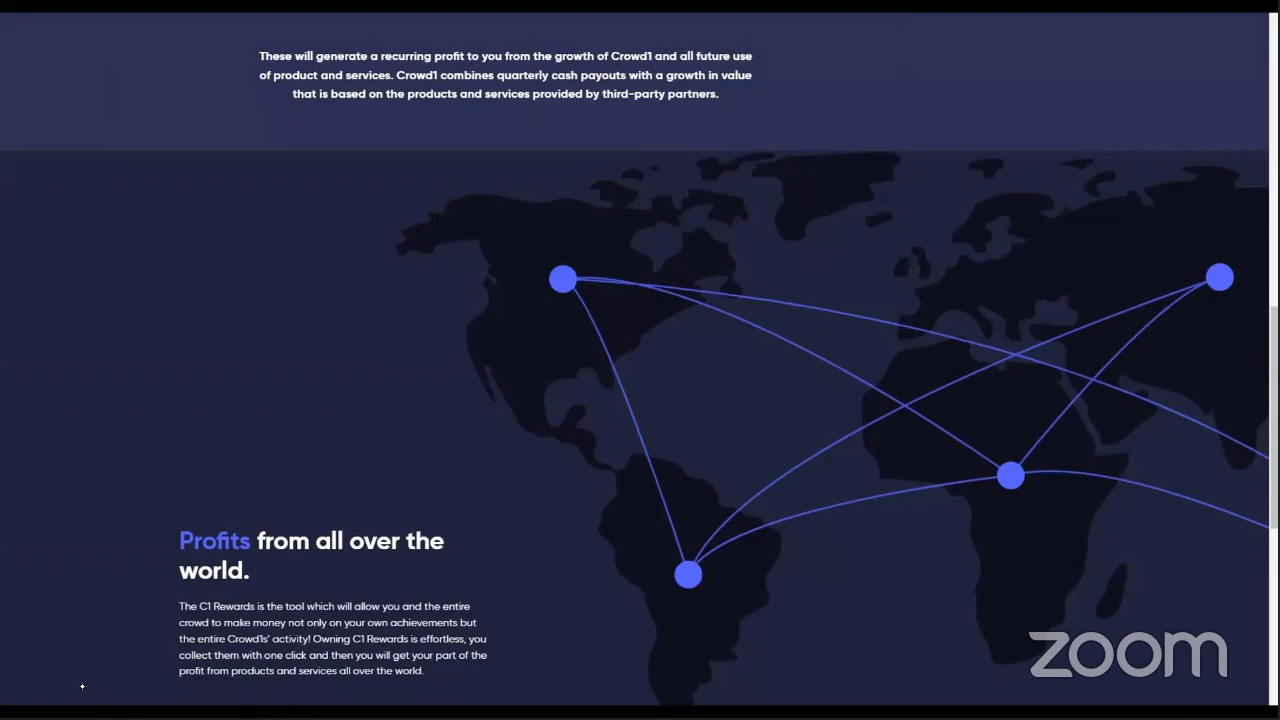 These will generate a recurring profit to you from the growth of Crowd1 and all future use
of product and services. Crowd1 combines quarterly cash payouts with a growth in value
that is based on the products and services provided by third-party partners.
Profits from all over the
world.
The C1 Rewards is the tool which will allow you and the entire
crowd to make money not only on your own achievements but
the entire Crowd1s' activity! Owning C1 Rewards is effortless, you
collect them with one click and then you will get your part of the
profit from products and services all over the world.
zoom